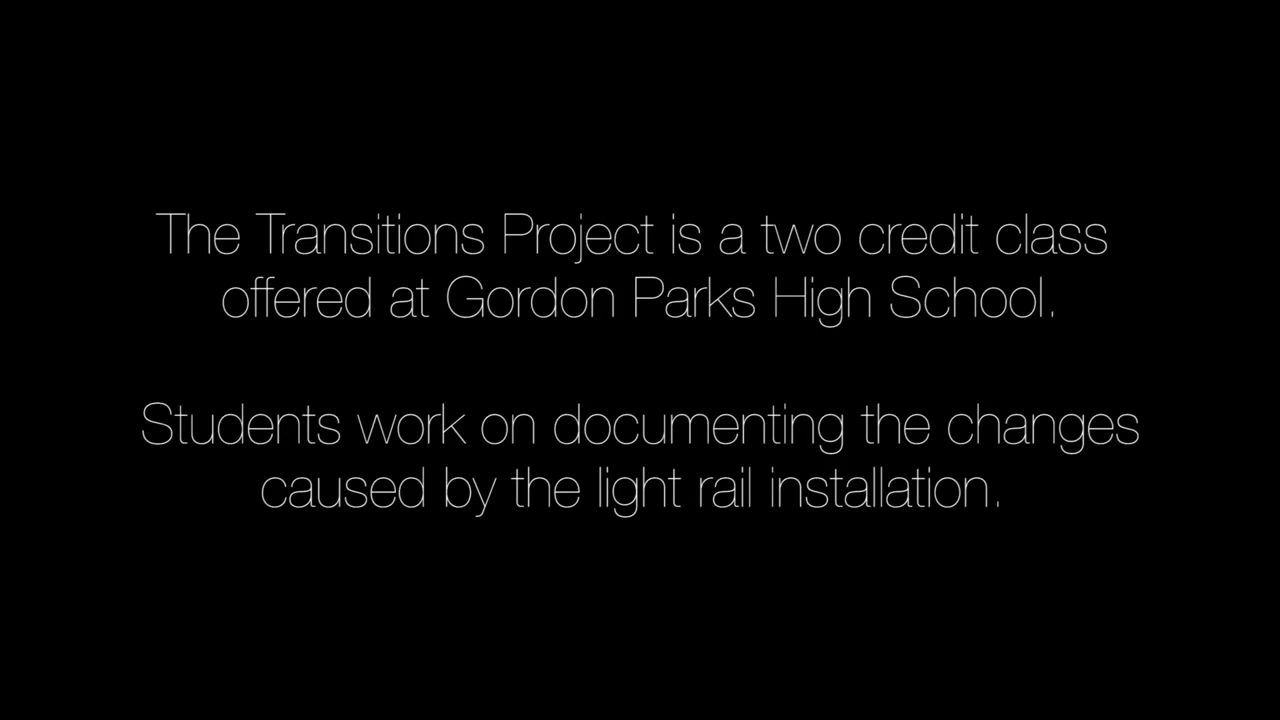 The Transitions Project is a two credit class
offered at Gordon Parks High School.
Students work on documenting the changes
caused by the light rail installation.